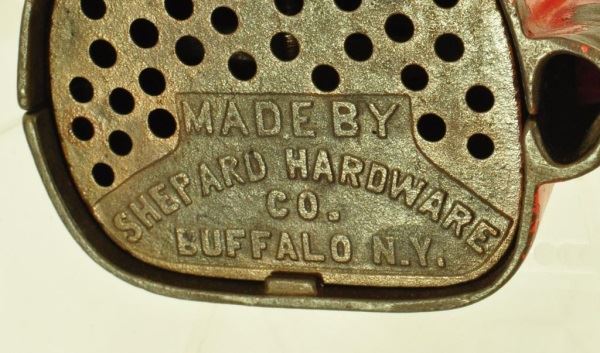 MADE BY
SHEPARD HARDWARE
CO.
BUFFALO N.Y.